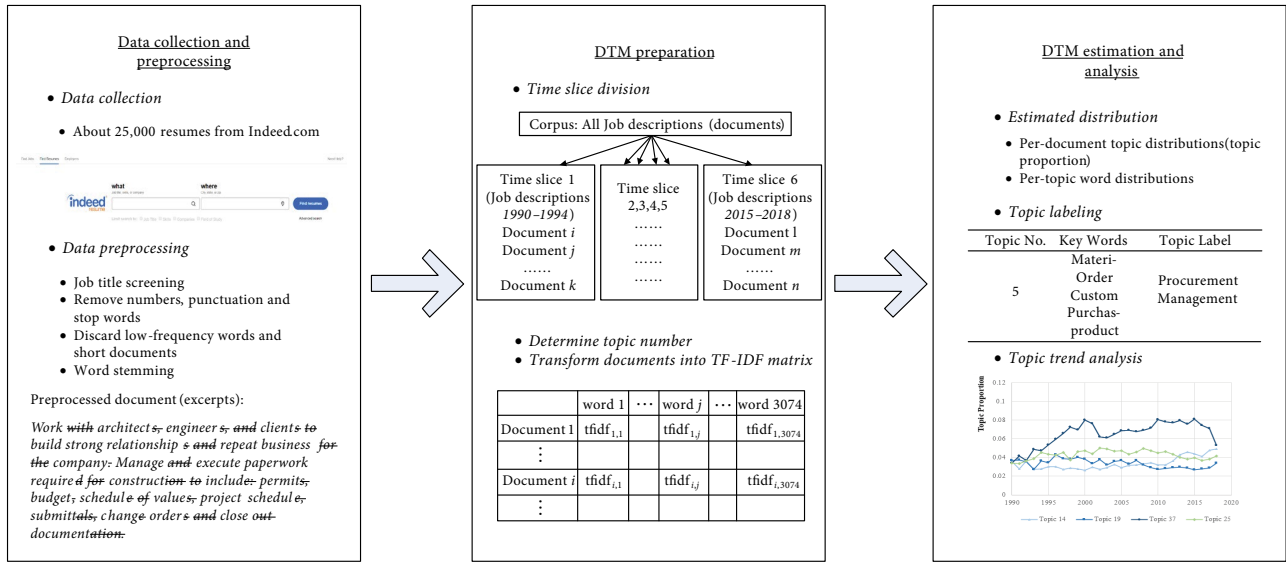 Data collection and
preprocessing
• Data collection
• About 25,000 resumes from Indeed.com
Find Resumes
what
where
indeed
resume
Find resumes
• Data preprocessing
• Job title screening
• Remove numbers, punctuation and
stop words
• Discard low-frequency words and
short documents
• Word stemming
Preprocessed document (excerpts):
Work with architects, engineer s, and clients to
build strong relationship s and repeat business for
the company. Manage and execute paperwork
require d for construction to include: permits,
budget, schedule of values, project schedule,
submittals, change orders and close out
documentation.
DTM preparation
• Time slice division
Corpus: All Job descriptions (documents)
Time slice 1
(Job descriptions
1990–1994)
Document i
Document j
......
Document k
Time slice
2,3,4,5
......
......
......
......
Time slice 6
(Job descriptions
2015–2018)
Document l
Document m
......
Document n
• Determine topic number
• Transform documents into TF-IDF matrix
word 1 ... word j ... word 3074
Document 1 tfidf1,1 tfidf1,j tfidf1,3074
⋮
Document i tfidfi,1 tfidfi,j tfidfi,3074
⋮
DTM estimation and
analysis
• Estimated distribution
• Per-document topic distributions(topic
proportion)
• Per-topic word distributions
• Topic labeling
Topic No. Key Words Topic Label
5
Materi-
Order
Custom
Purchas-
product
Procurement
Management
• Topic trend analysis
Topic Proportion
0.12
0.1
0.08
0.06
0.04
0.02
0
1990 1995 2000 2005 2010 2015 2020
Topic 14 Topic 19 Topic 37 Topic 25